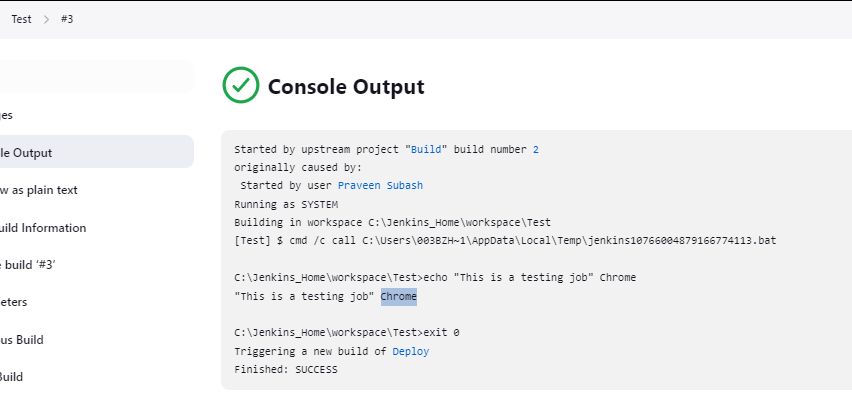 Test > #3
Console Output
ges
le Output
w as plain text
uild Information
e build ‘#3’
eters
us Build
Build
Started by upstream project "Build" build number 2
originally caused by:
Started by user Praveen Subash
Running as SYSTEM
Building in workspace C:\Jenkins_Home\workspace\Test
[Test] $ cmd /c call C:\Users\003BZH~1\AppData\Local\Temp\jenkins10766004879166774113.bat
C:\Jenkins_Home\workspace\Test>echo "This is a testing job" Chrome
"This is a testing job" Chrome
C:\Jenkins_Home\workspace\Test>exit 0
Triggering a new build of Deploy
Finished: SUCCESS